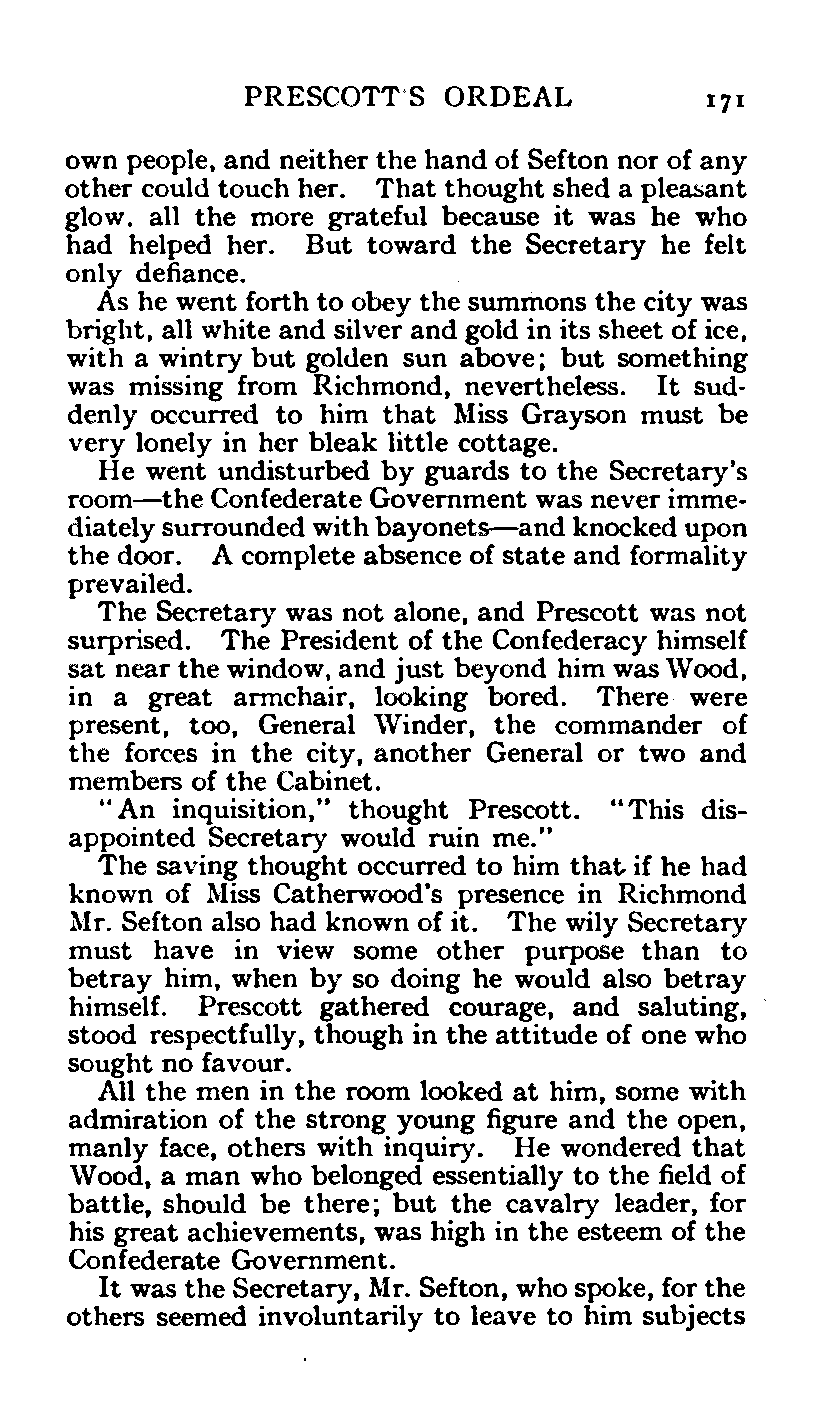 PRESCOTT'S ORDEAL 171
own people, and neither the hand of Sefton nor of any
other could touch her. That thought shed a pleasant
glow, all the more grateful because it was he who
had helped her. But toward the Secretary he felt
only defiance.
As he went forth to obey the summons the city was
bright, all white and silver and gold in its sheet of ice,
with a wintry but golden sun above; but something
was missing from Richmond, nevertheless. It sud-
denly occurred to him that Miss Grayson must be
very lonely in her bleak little cottage.
He went undisturbed by guards to the Secretary's
room—the Confederate Government was never imme-
diately surrounded with bayonets—and knocked upon
the door. A complete absence of state and formality
prevailed.
The Secretary was not alone, and Prescott was not
surprised. The President of the Confederacy himself
sat near the window, and just beyond him was Wood,
in a great armchair, looking bored. There were
present, too, General Winder, the commander of
the forces in the city, another General or two and
members of the Cabinet.
"An inquisition," thought Prescott. "This dis-
appointed Secretary would ruin me."
The saving thought occurred to him that if he had
known of Miss Catherwood's presence in Richmond
Mr. Sefton also had known of it. The wily Secretary
must have in view some other purpose than to
betray him, when by so doing he would also betray
himself. Prescott gathered courage, and saluting,
stood respectfully, though in the attitude of one who
sought no favour.
All the men in the room looked at him, some with
admiration of the strong young figure and the open,
manly face, others with inquiry. He wondered that
Wood, a man who belonged essentially to the field of
battle, should be there; but the cavalry leader, for
his great achievements, was high in the esteem of the
Confederate Government.
It was the Secretary, Mr. Sefton, who spoke, for the
others seemed involuntarily to leave to him subjects